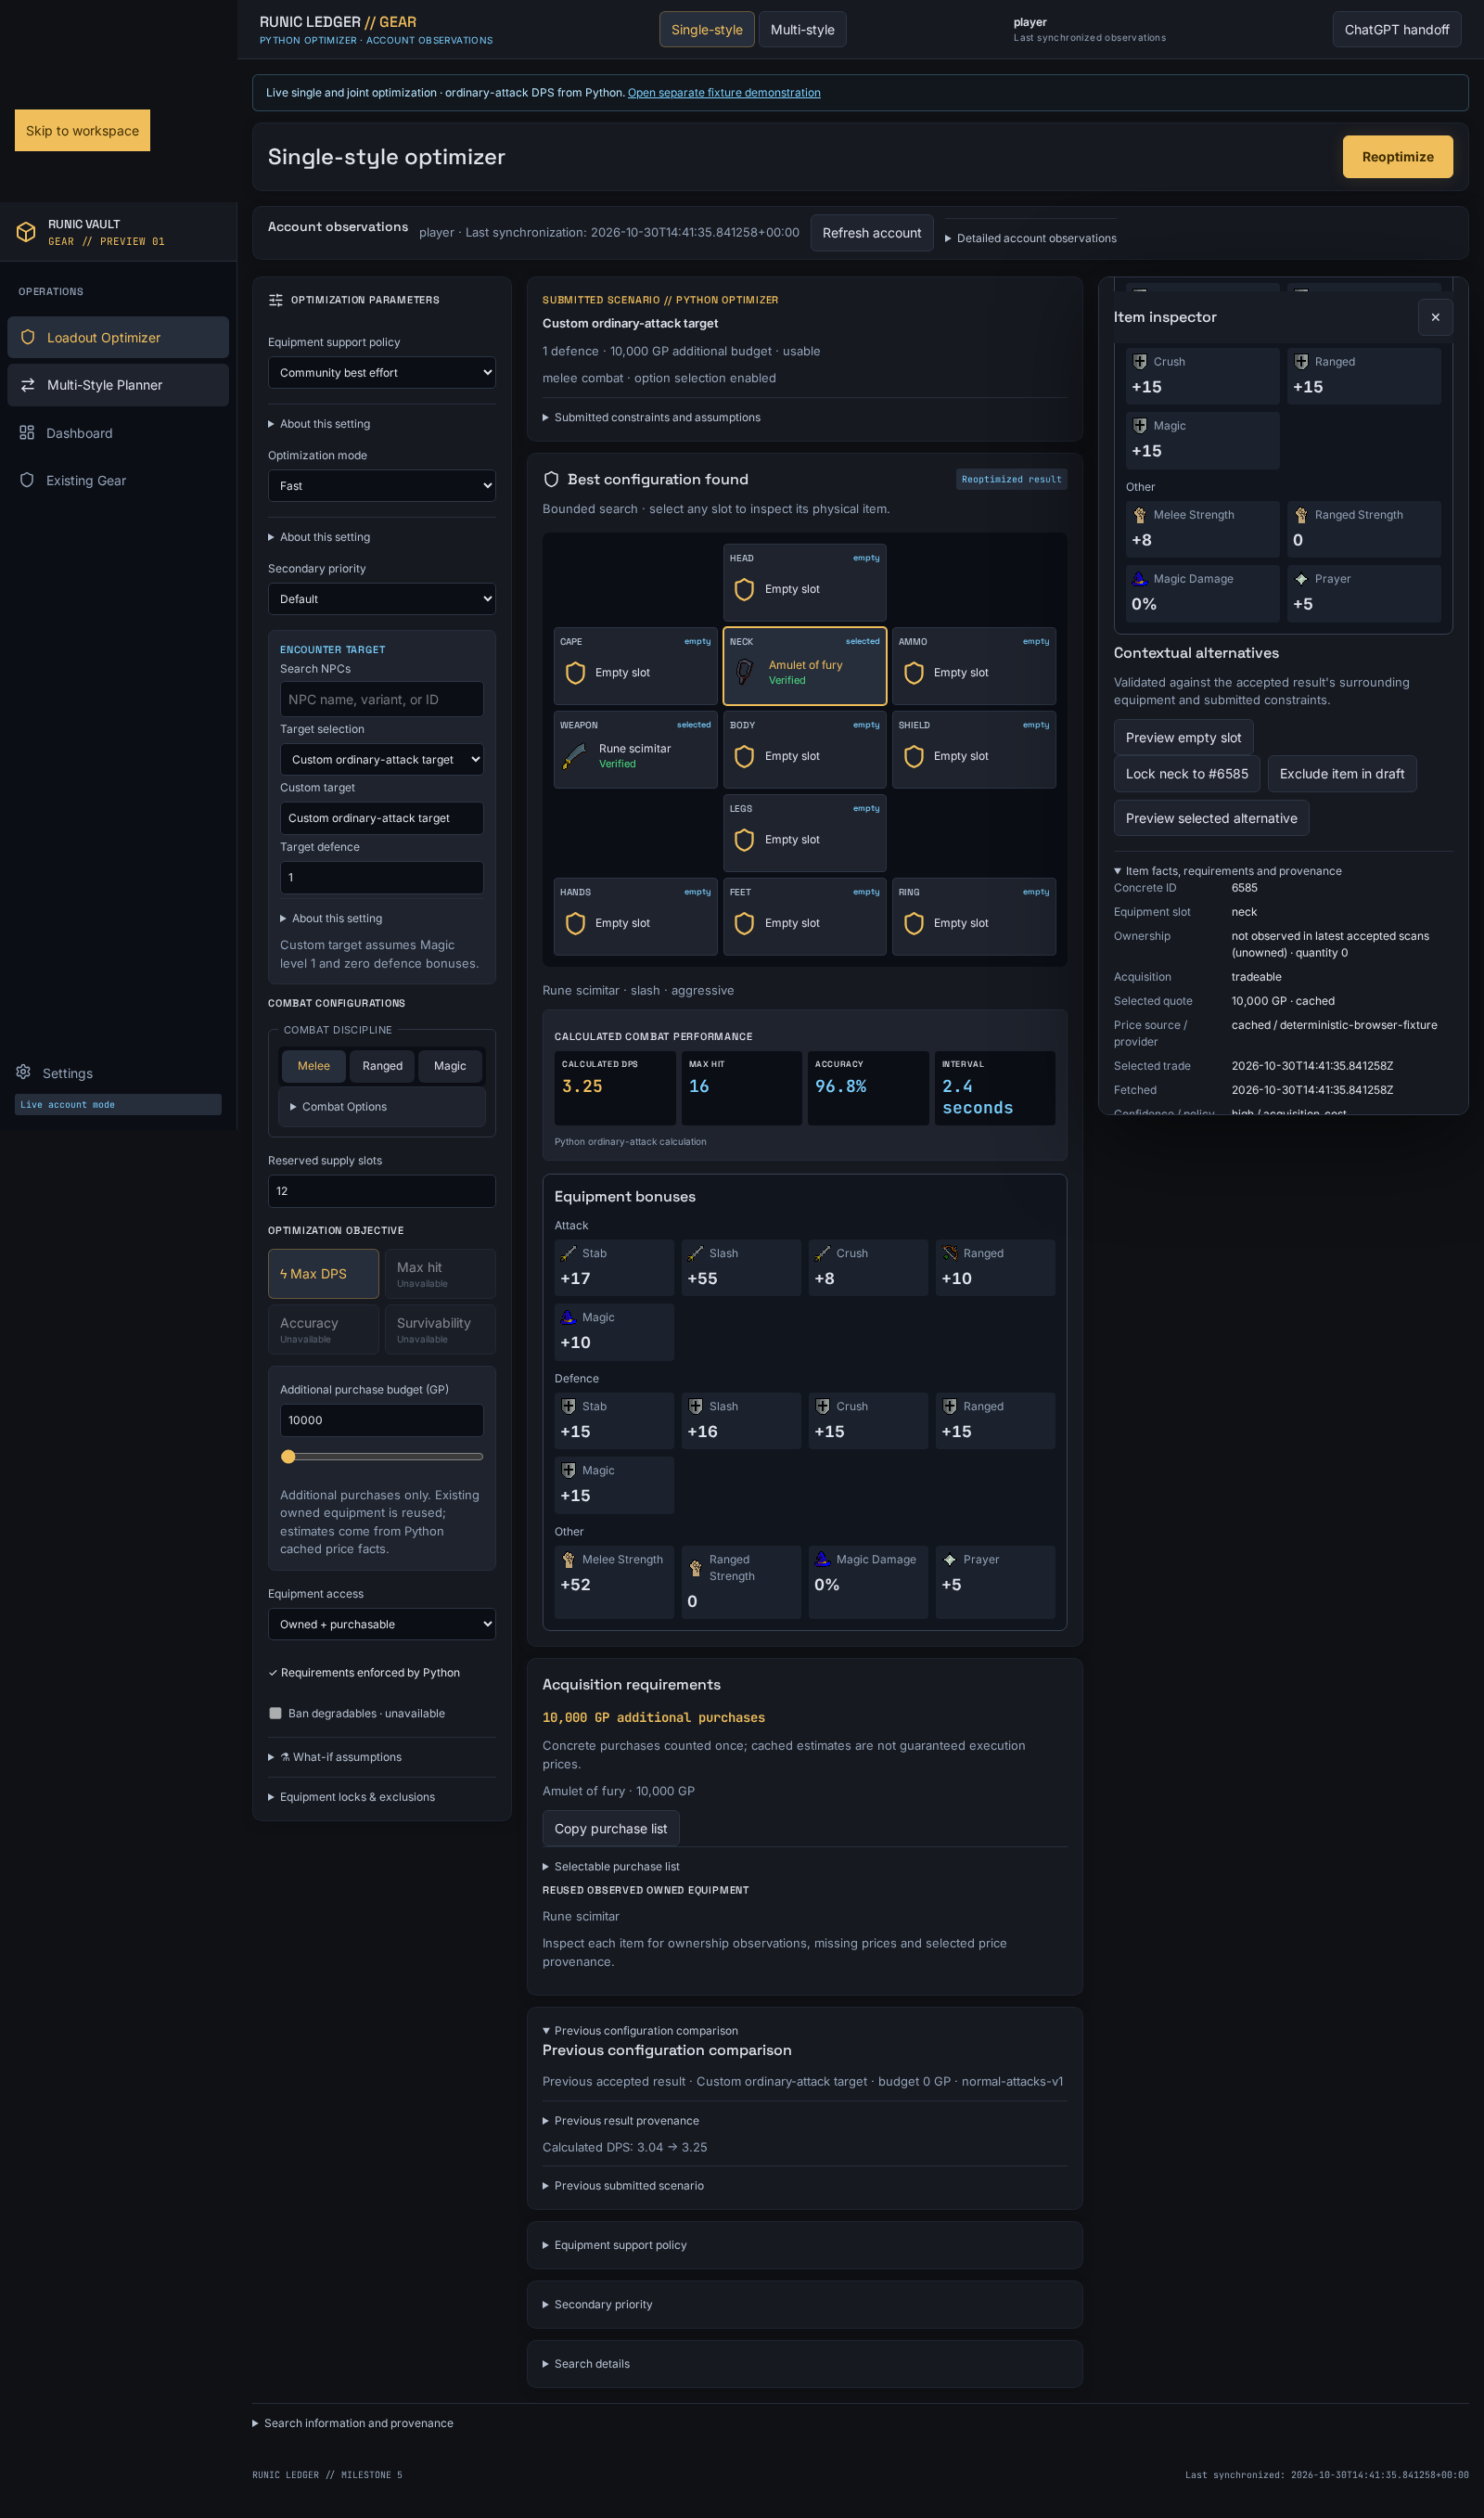 RUNIC LEDGER // GEAR
PYTHON OPTIMIZER · ACCOUNT OBSERVATIONS
Single-style
Multi-style
player
Last synchronized observations
ChatGPT handoff
Live single and joint optimization · ordinary-attack DPS from Python. Open separate fixture demonstration
Skip to workspace
Single-style optimizer
Reoptimize
RUNIC VAULT
GEAR // PREVIEW 01
OPERATIONS
Loadout Optimizer
Multi-Style Planner
Dashboard
Existing Gear
Settings
Live account mode
Account observations
player · Last synchronization: 2026-10-30T14:41:35.841258+00:00
Refresh account
Detailed account observations
OPTIMIZATION PARAMETERS
Equipment support policy
Community best effort
About this setting
Optimization mode
Fast
About this setting
Secondary priority
Default
ENCOUNTER TARGET
Search NPCs
NPC name, variant, or ID
Target selection
Custom ordinary-attack target
Custom target
Custom ordinary-attack target
Target defence
1
About this setting
Custom target assumes Magic
level 1 and zero defence bonuses.
COMBAT CONFIGURATIONS
COMBAT DISCIPLINE
Melee
Ranged
Magic
Combat Options
Reserved supply slots
12
OPTIMIZATION OBJECTIVE
ϟ Max DPS
Max hit
Unavailable
Accuracy
Unavailable
Survivability
Unavailable
Additional purchase budget (GP)
10000
Additional purchases only. Existing
owned equipment is reused;
estimates come from Python
cached price facts.
Equipment access
Owned + purchasable
✓ Requirements enforced by Python
Ban degradables · unavailable
⚗ What-if assumptions
Equipment locks & exclusions
SUBMITTED SCENARIO // PYTHON OPTIMIZER
Custom ordinary-attack target
1 defence · 10,000 GP additional budget · usable
melee combat · option selection enabled
Submitted constraints and assumptions
Best configuration found
Reoptimized result
Bounded search · select any slot to inspect its physical item.
HEAD empty
Empty slot
CAPE empty
Empty slot
NECK selected
Amulet of fury
Verified
AMMO empty
Empty slot
WEAPON selected
Rune scimitar
Verified
BODY empty
Empty slot
SHIELD empty
Empty slot
LEGS empty
Empty slot
HANDS empty
Empty slot
FEET empty
Empty slot
RING empty
Empty slot
Rune scimitar · slash · aggressive
CALCULATED COMBAT PERFORMANCE
CALCULATED DPS
3.25
MAX HIT
16
ACCURACY
96.8%
INTERVAL
2.4
seconds
Python ordinary-attack calculation
Equipment bonuses
Attack
Stab
+17
Slash
+55
Crush
+8
Ranged
+10
Magic
+10
Defence
Stab
+15
Slash
+16
Crush
+15
Ranged
+15
Magic
+15
Other
Melee Strength
+52
Ranged
Strength
0
Magic Damage
0%
Prayer
+5
Acquisition requirements
10,000 GP additional purchases
Concrete purchases counted once; cached estimates are not guaranteed execution
prices.
Amulet of fury · 10,000 GP
Copy purchase list
Selectable purchase list
REUSED OBSERVED OWNED EQUIPMENT
Rune scimitar
Inspect each item for ownership observations, missing prices and selected price
provenance.
Previous configuration comparison
Previous configuration comparison
Previous accepted result · Custom ordinary-attack target · budget 0 GP · normal-attacks-v1
Previous result provenance
Calculated DPS: 3.04 → 3.25
Previous submitted scenario
Equipment support policy
Secondary priority
Search details
Item inspector
✕
Crush
+15
Ranged
+15
Magic
+15
Other
Melee Strength
+8
Ranged Strength
0
Magic Damage
0%
Prayer
+5
Contextual alternatives
Validated against the accepted result's surrounding
equipment and submitted constraints.
Preview empty slot
Lock neck to #6585
Exclude item in draft
Preview selected alternative
Item facts, requirements and provenance
Concrete ID 6585
Equipment slot neck
Ownership not observed in latest accepted scans
(unowned) · quantity 0
Acquisition tradeable
Selected quote 10,000 GP · cached
Price source / cached / deterministic-browser-fixture
provider
Selected trade 2026-10-30T14:41:35.841258Z
Fetched 2026-10-30T14:41:35.841258Z
Confidence / policy high / acquisition-cost
Search information and provenance
RUNIC LEDGER // MILESTONE 5
Last synchronized: 2026-10-30T14:41:35.841258+00:00